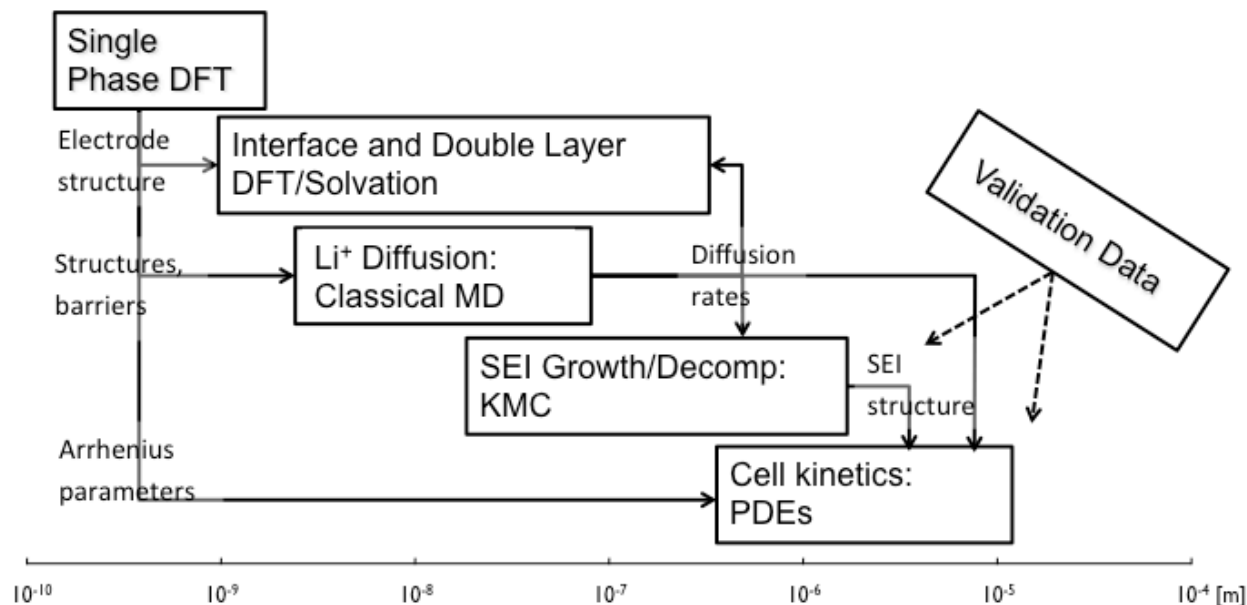 Single
Phase DFT
Electrode
structure
Interface and Double Layer
DFT/Solvation
Structures,
barriers
Li⁺ Diffusion:
Classical MD
Diffusion
rates
Validation Data
SEI Growth/Decomp:
KMC
SEI
structure
Arrhenius
parameters
Cell kinetics:
PDEs
10⁻¹⁰ 10⁻⁹ 10⁻⁸ 10⁻⁷ 10⁻⁶ 10⁻⁵ 10⁻⁴ [m]